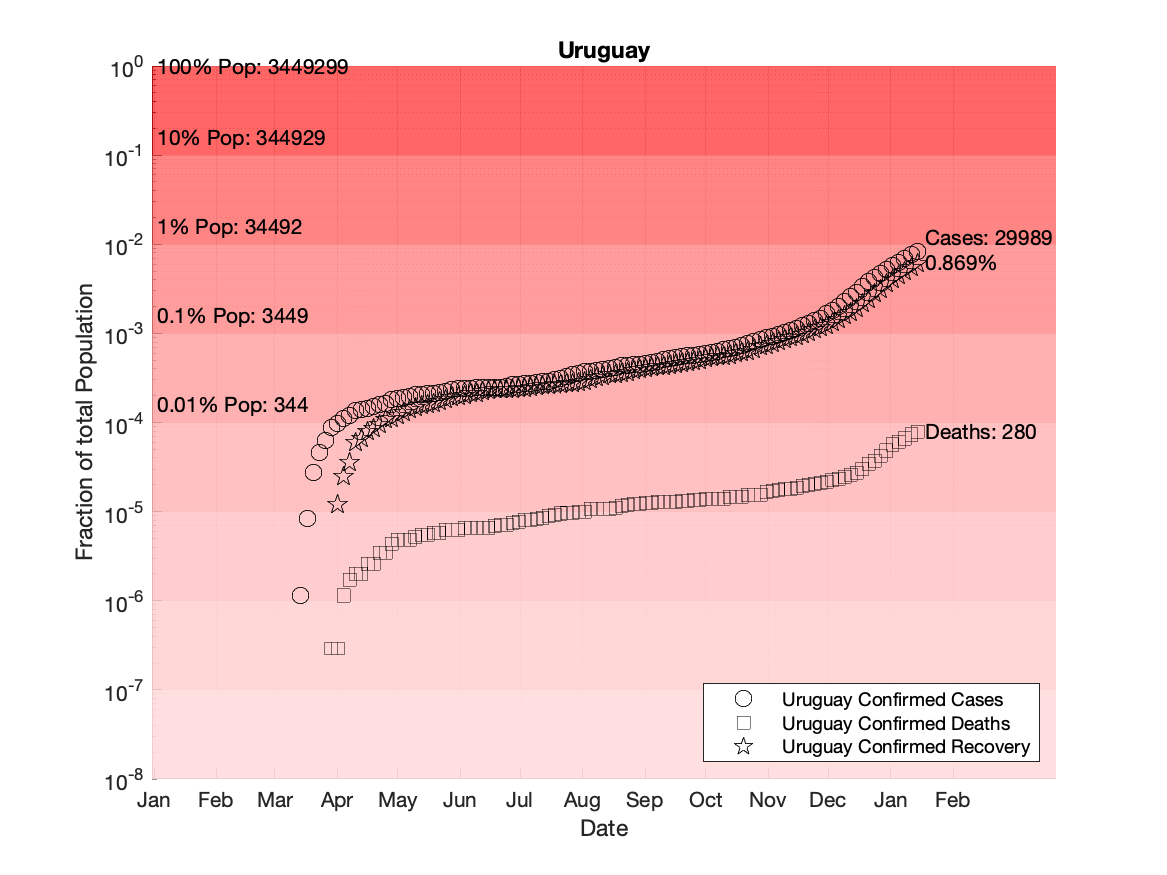 Uruguay
10^0
10^-1
10^-2
10^-3
10^-4
10^-5
10^-6
10^-7
10^-8
Fraction of total Population
100% Pop: 3449299
10% Pop: 344929
1% Pop: 34492
0.1% Pop: 3449
0.01% Pop: 344
Cases: 29989
0.869%
Deaths: 280
Uruguay Confirmed Cases
Uruguay Confirmed Deaths
Uruguay Confirmed Recovery
Jan Feb Mar Apr May Jun Jul Aug Sep Oct Nov Dec Jan Feb
Date